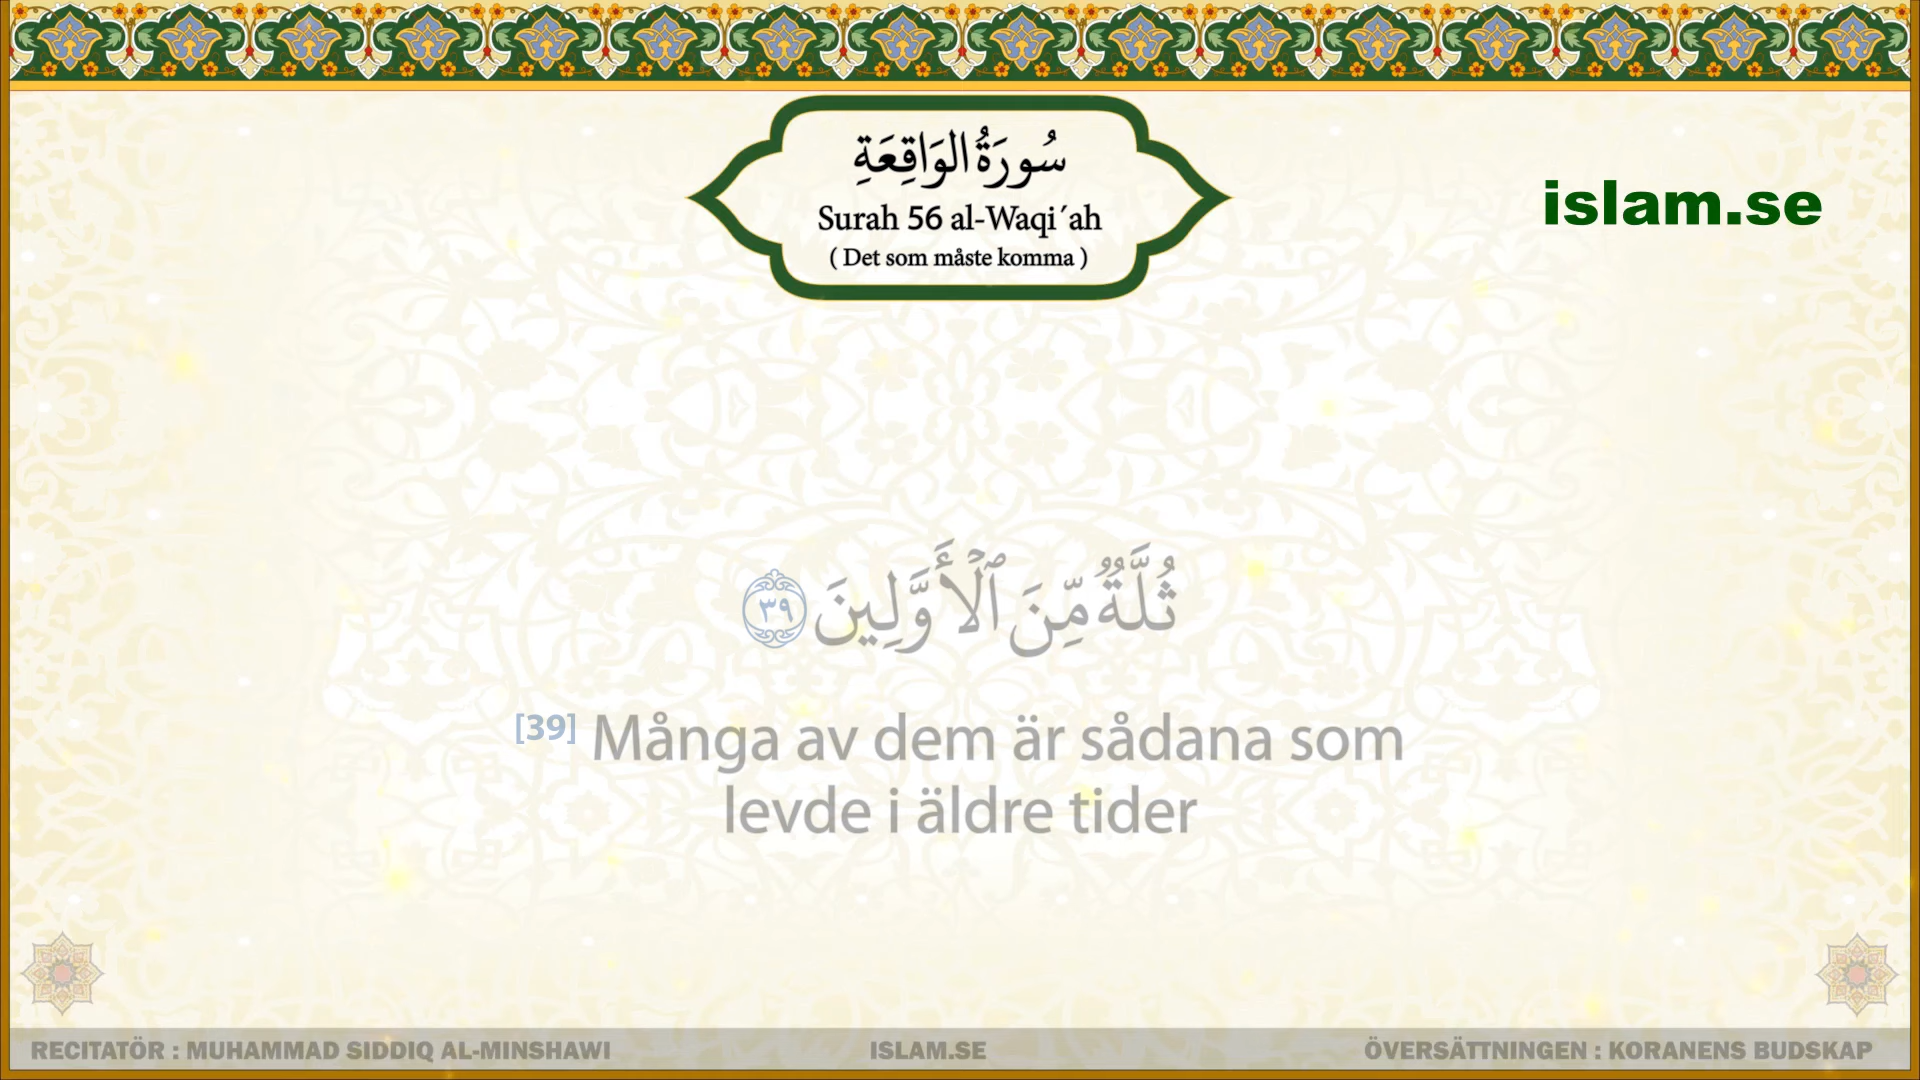 سُورَةُ الوَاقِعَةِ
Surah 56 al-Waqi´ah
( Det som måste komma )
islam.se
ثُلَّةٌ مِّنَ ٱلْأَوَّلِينَ ٣٩
[39] Många av dem är sådana som
levde i äldre tider
RECITATÖR : MUHAMMAD SIDDIQ AL-MINSHAWI
ISLAM.SE
ÖVERSÄTTNINGEN : KORANENS BUDSKAP